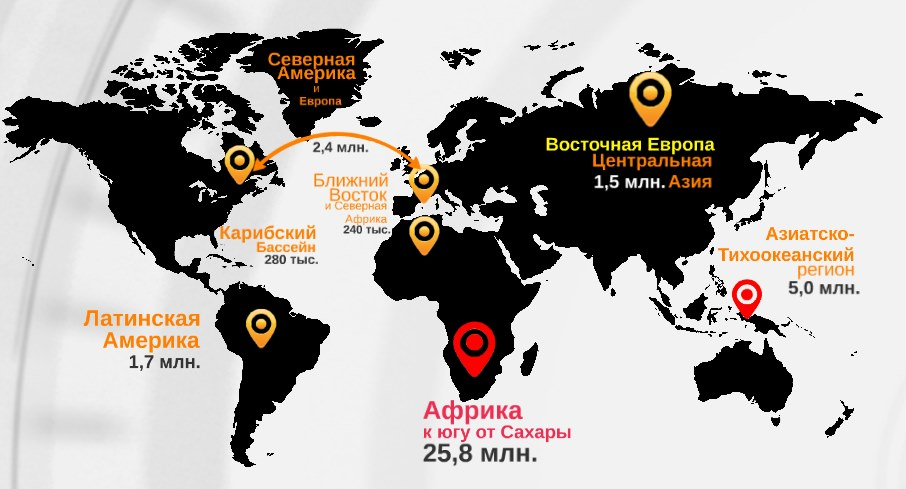 Северная
Америка
и
Европа
2,4 млн.
Восточная Европа
Центральная
1,5 млн. Азия
Ближний
Восток
и Северная
Африка
240 тыс.
Карибский
Бассейн
280 тыс.
Азиатско-
Тихоокеанский
регион
5,0 млн.
Латинская
Америка
1,7 млн.
Африка
к югу от Сахары
25,8 млн.